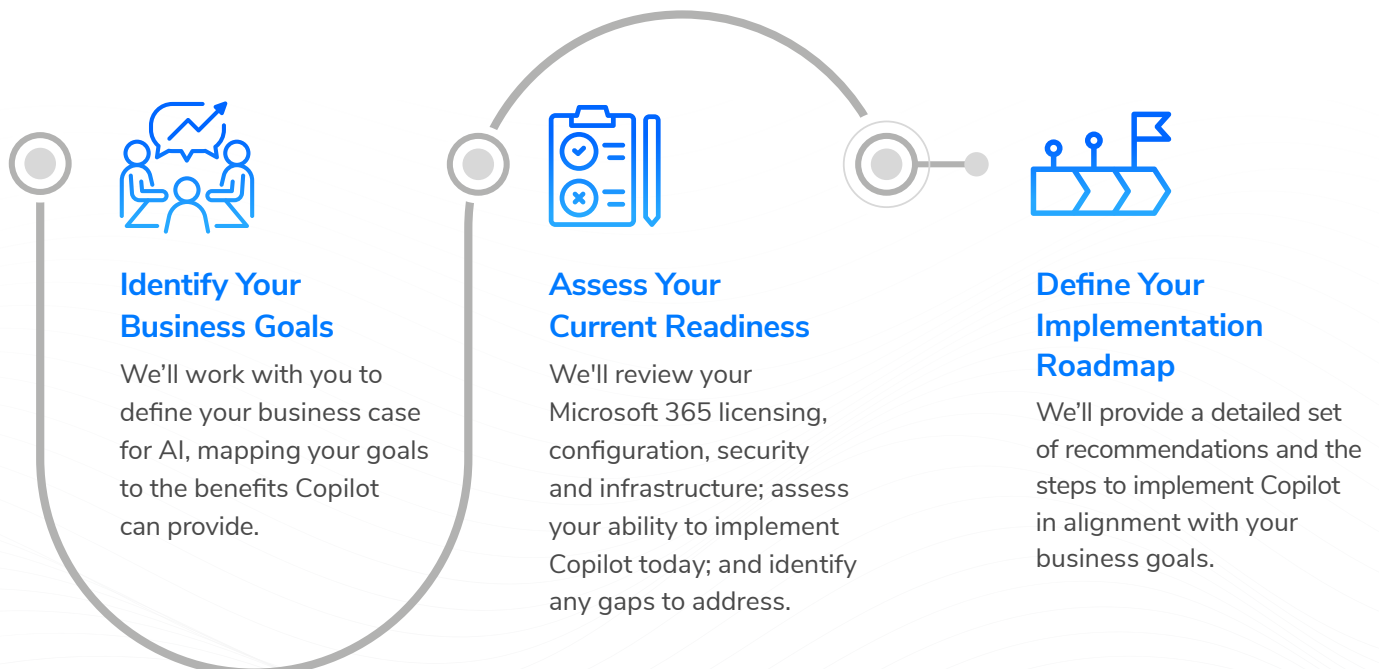 Identify Your
Business Goals
We’ll work with you to
define your business case
for AI, mapping your goals
to the benefits Copilot
can provide.
Assess Your
Current Readiness
We'll review your
Microsoft 365 licensing,
configuration, security
and infrastructure; assess
your ability to implement
Copilot today; and identify
any gaps to address.
Define Your
Implementation
Roadmap
We’ll provide a detailed set
of recommendations and the
steps to implement Copilot
in alignment with your
business goals.